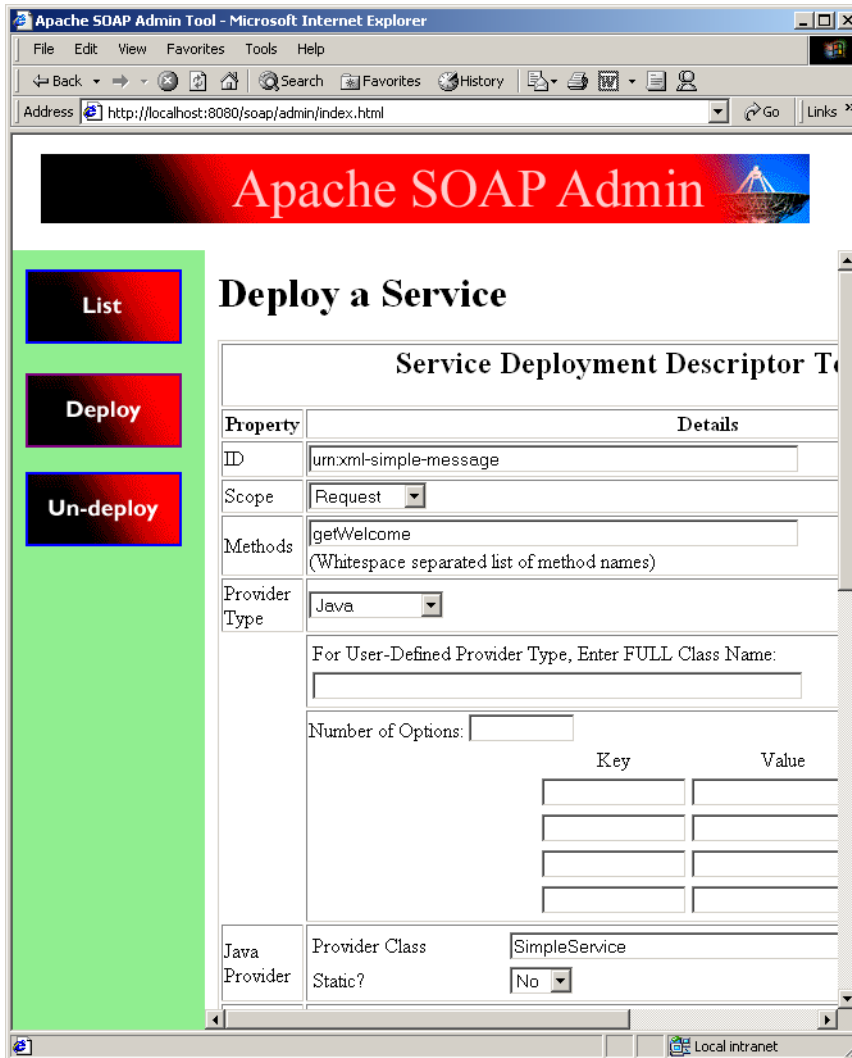 Apache SOAP Admin Tool - Microsoft Internet Explorer
File Edit View Favorites Tools Help
Back Search Favorites History
Address http://localhost:8080/soap/admin/index.html Go Links
Apache SOAP Admin
List
Deploy
Un-deploy
Deploy a Service
Service Deployment Descriptor
Property Details
ID urn:xml-simple-message
Scope Request
Methods getWelcome
(Whitespace separated list of method names)
Provider
Type Java
For User-Defined Provider Type, Enter FULL Class Name:
Number of Options:
Key Value
Java
Provider
Provider Class SimpleService
Static? No
Local intranet